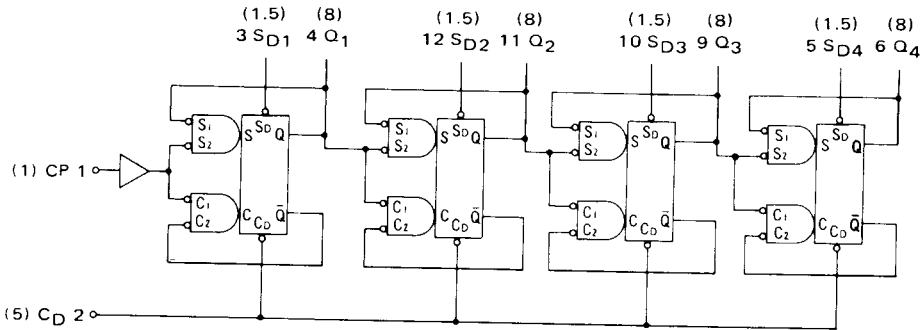 (1.5) (8) (1.5) (8) (1.5) (8) (1.5) (8)
3 SD1 4 Q1 12 SD2 11 Q2 10 SD3 9 Q3 5 SD4 6 Q4
S1 SD S1 SD S1 SD S1 SD
S2 S Q S2 S Q S2 S Q S2 S Q
(1) CP 1
C1 C Q̅ C1 C Q̅ C1 C Q̅ C1 C Q̅
C2 CD C2 CD C2 CD C2 CD
(5) CD 2